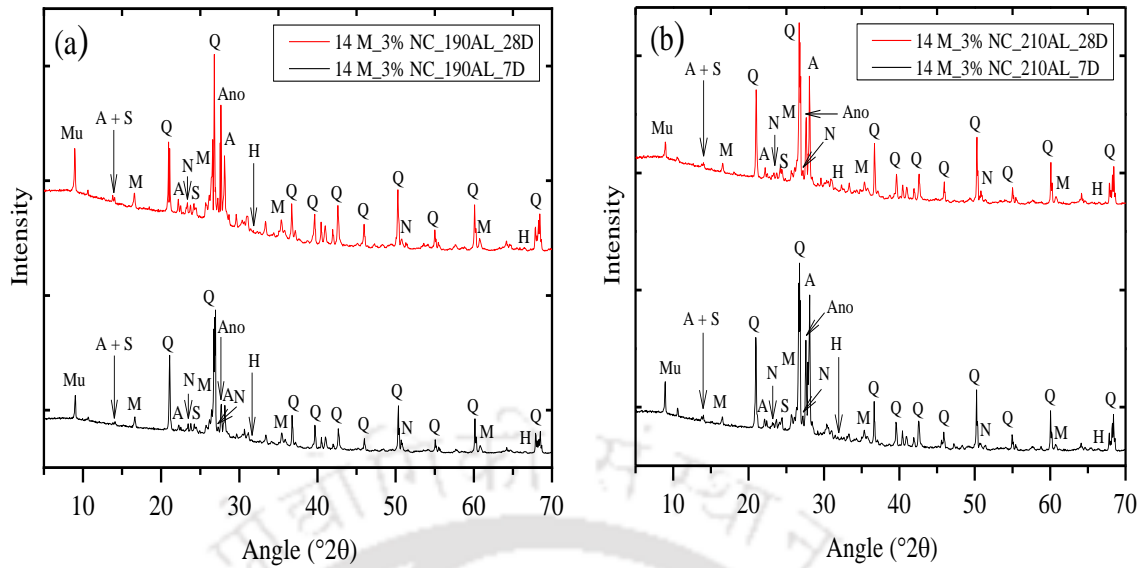 (a)
14 M_3% NC_190AL_28D
14 M_3% NC_190AL_7D
Q
Ano
A + S
Q
Mu
N
M
A
H
M
A
S
Q
Q
Q
M
Q
Q
N
Q
Q
M
H
Q
Q
A + S
Q
Ano
H
Mu
N
M
A
N
M
A
S
Q
Q
Q
M
Q
Q
N
Q
Q
M
H
Q
10 20 30 40 50 60 70
Angle (°2θ)
Intensity
(b)
14 M_3% NC_210AL_28D
14 M_3% NC_210AL_7D
Q
A
A + S
Q
Mu
N
M
Ano
N
M
A
S
H
M
Q
Q
Q
Q
Q
N
Q
Q
M
H
Q
Q
A
A + S
Q
Ano
H
Mu
N
M
N
M
A
S
Q
Q
Q
M
Q
Q
N
Q
Q
M
H
Q
10 20 30 40 50 60 70
Angle (°2θ)
Intensity